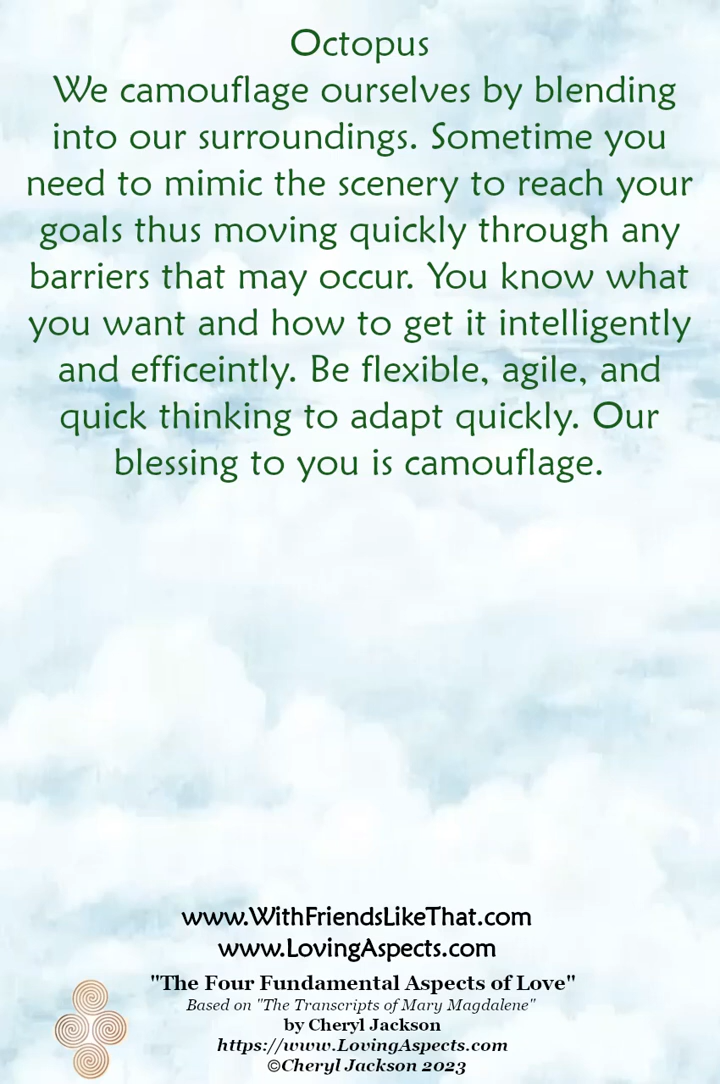 Octopus
We camouflage ourselves by blending
into our surroundings. Sometime you
need to mimic the scenery to reach your
goals thus moving quickly through any
barriers that may occur. You know what
you want and how to get it intelligently
and efficeintly. Be flexible, agile, and
quick thinking to adapt quickly. Our
blessing to you is camouflage.
www.WithFriendsLikeThat.com
www.LovingAspects.com
"The Four Fundamental Aspects of Love"
Based on "The Transcripts of Mary Magdalene"
by Cheryl Jackson
https://www.LovingAspects.com
©Cheryl Jackson 2023